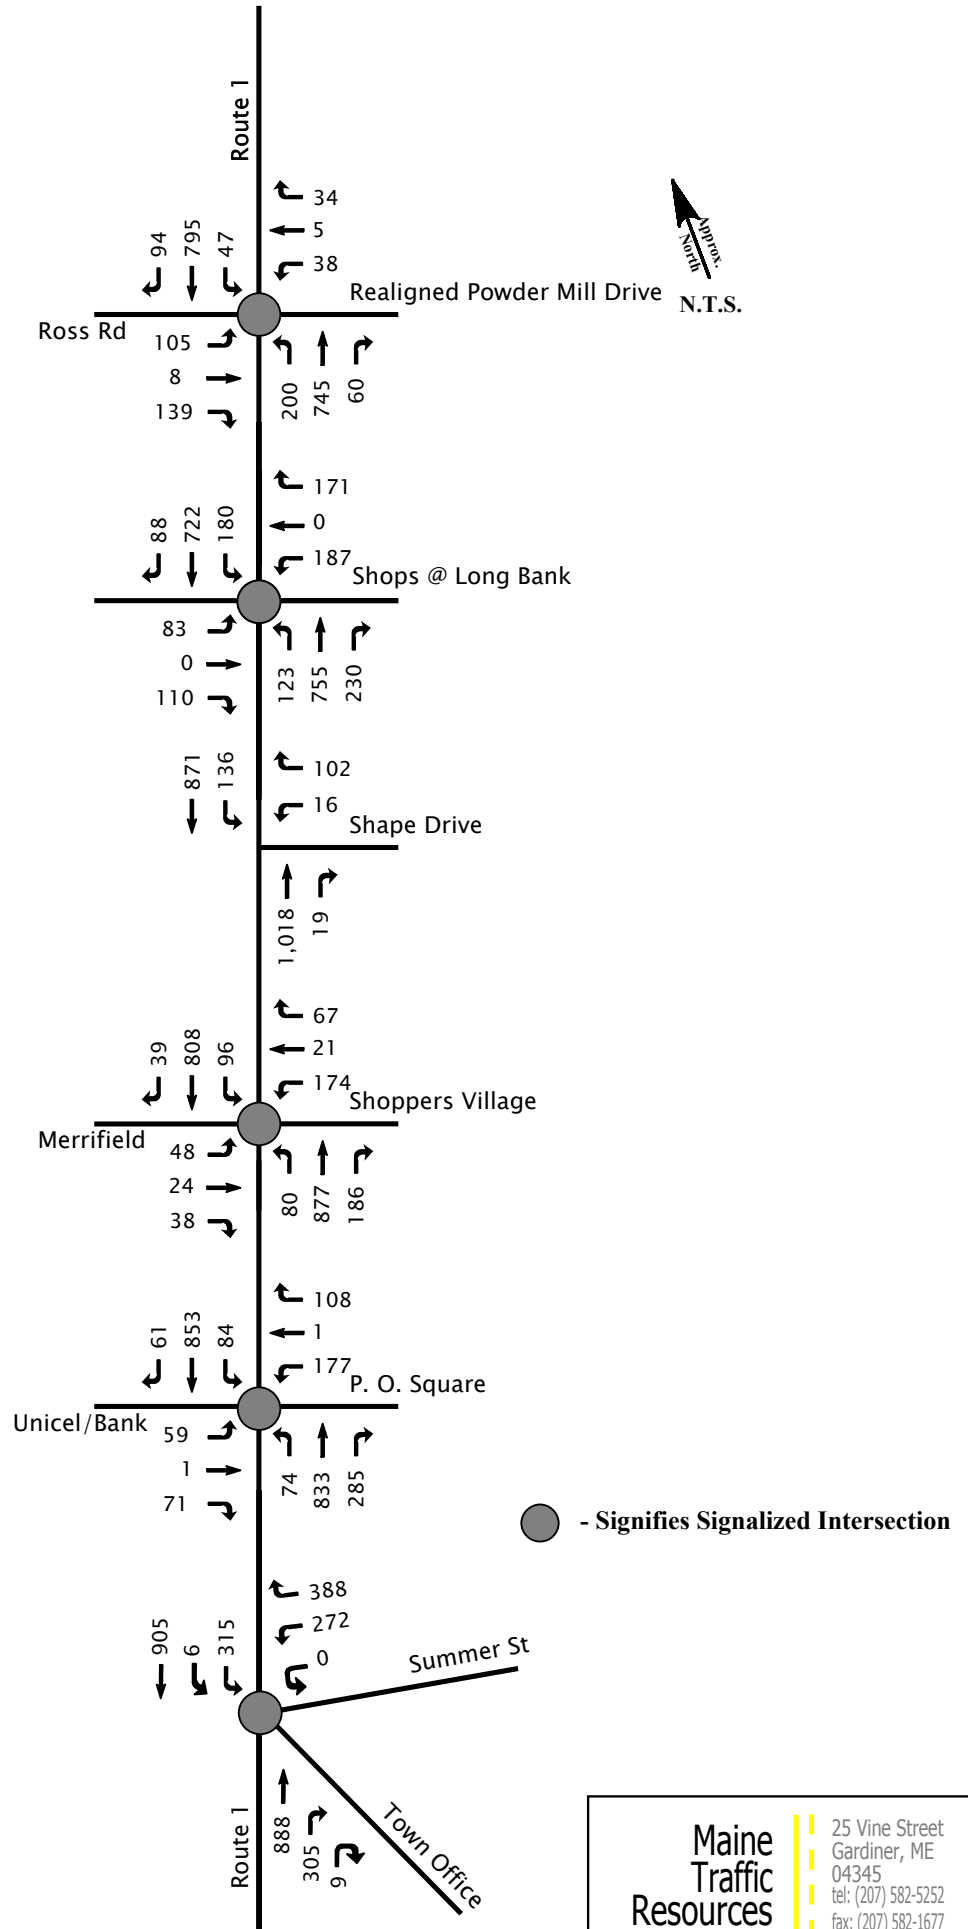 Route 1
34
5
38
94
795
47
Realigned Powder Mill Drive
Ross Rd
105
8
139
200
745
60
Approx.
North
N.T.S.
171
0
187
88
722
180
Shops @ Long Bank
83
0
110
123
755
230
871
136
102
16
Shape Drive
1,018
19
67
21
174
39
808
96
Shoppers Village
Merrifield
48
24
38
80
877
186
108
1
177
61
853
84
P. O. Square
Unicel/Bank
59
1
71
74
833
285
- Signifies Signalized Intersection
388
272
0
905
6
315
Summer St
Town Office
Route 1
888
305
9
Maine
Traffic
Resources
25 Vine Street
Gardiner, ME
04345
tel: (207) 582-5252
fax: (207) 582-1677